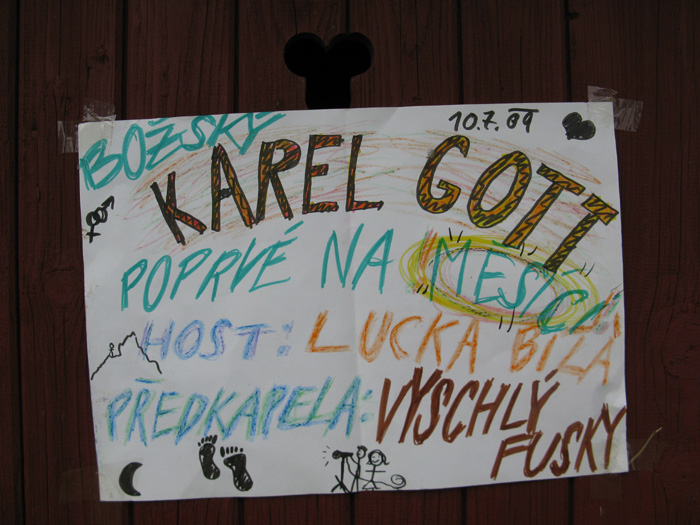 10.7.09
BOŽSKÝ
KAREL GOTT
POPRVÉ NA MĚSÍCI
HOST: LUCKA BÍLÁ
PŘEDKAPELA: VYSCHLÝ
FUSKY